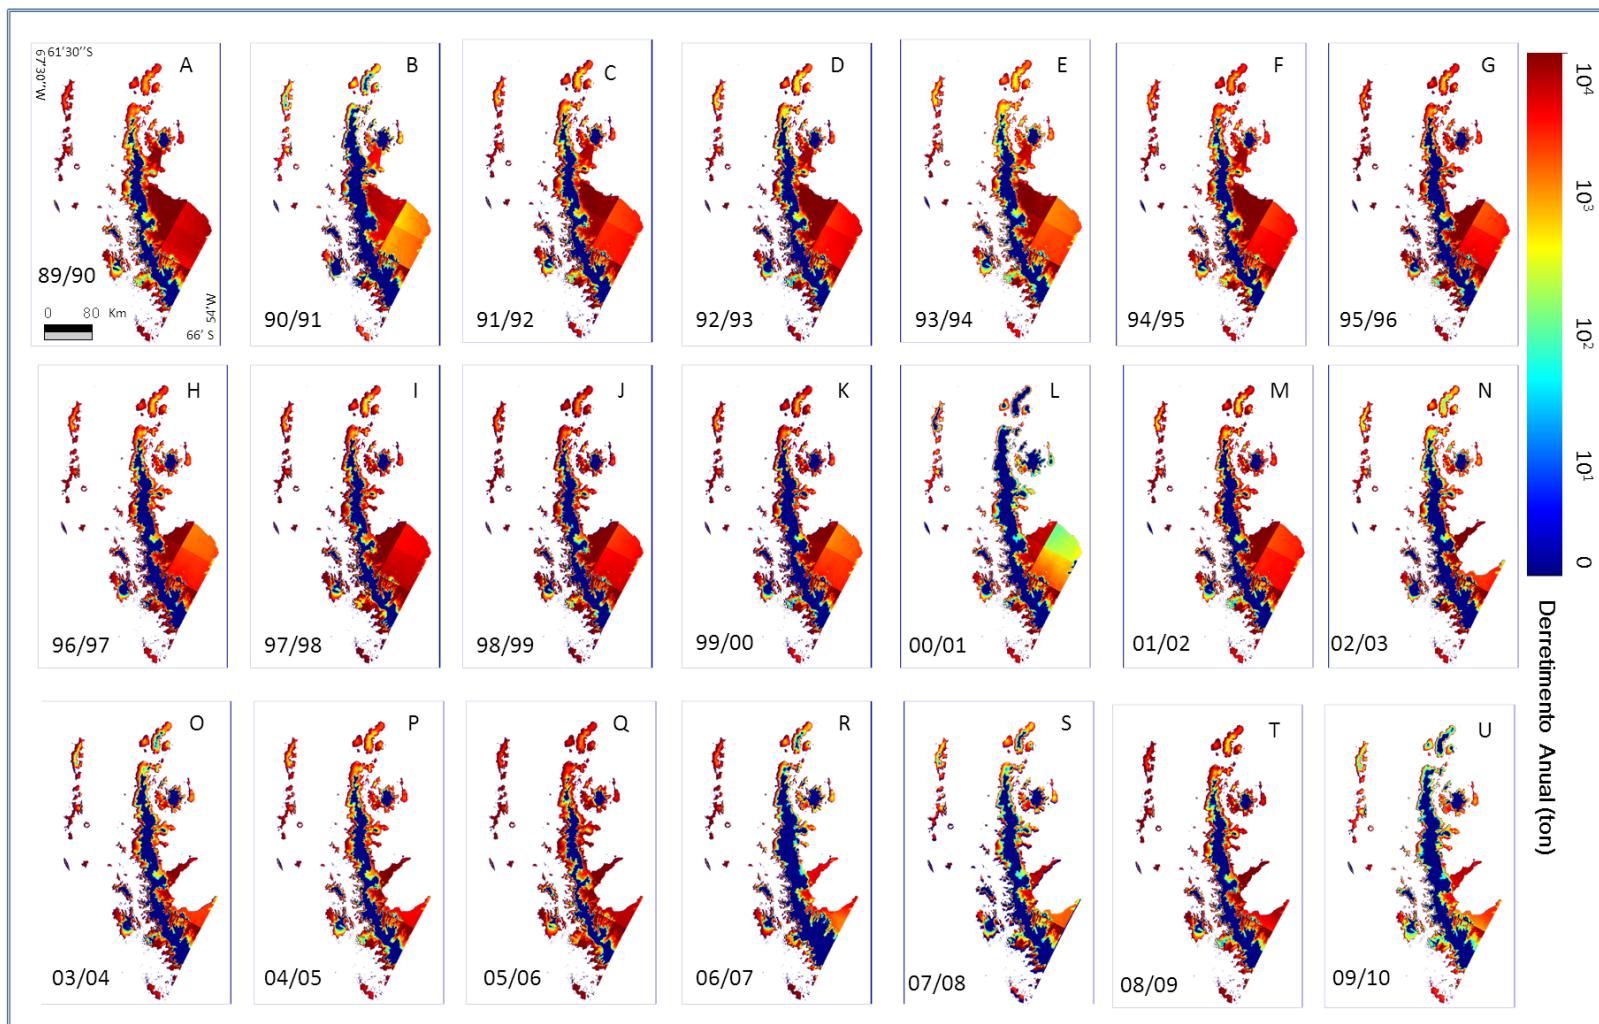 61'30''S
67'30''W
A
89/90
0 80 Km
54'W
66' S
B
90/91
C
91/92
D
92/93
E
93/94
F
94/95
G
95/96
H
96/97
I
97/98
J
98/99
K
99/00
L
00/01
M
01/02
N
02/03
O
03/04
P
04/05
Q
05/06
R
06/07
S
07/08
T
08/09
U
09/10
10⁴
10³
10²
10¹
0
Derretimento Anual (ton)